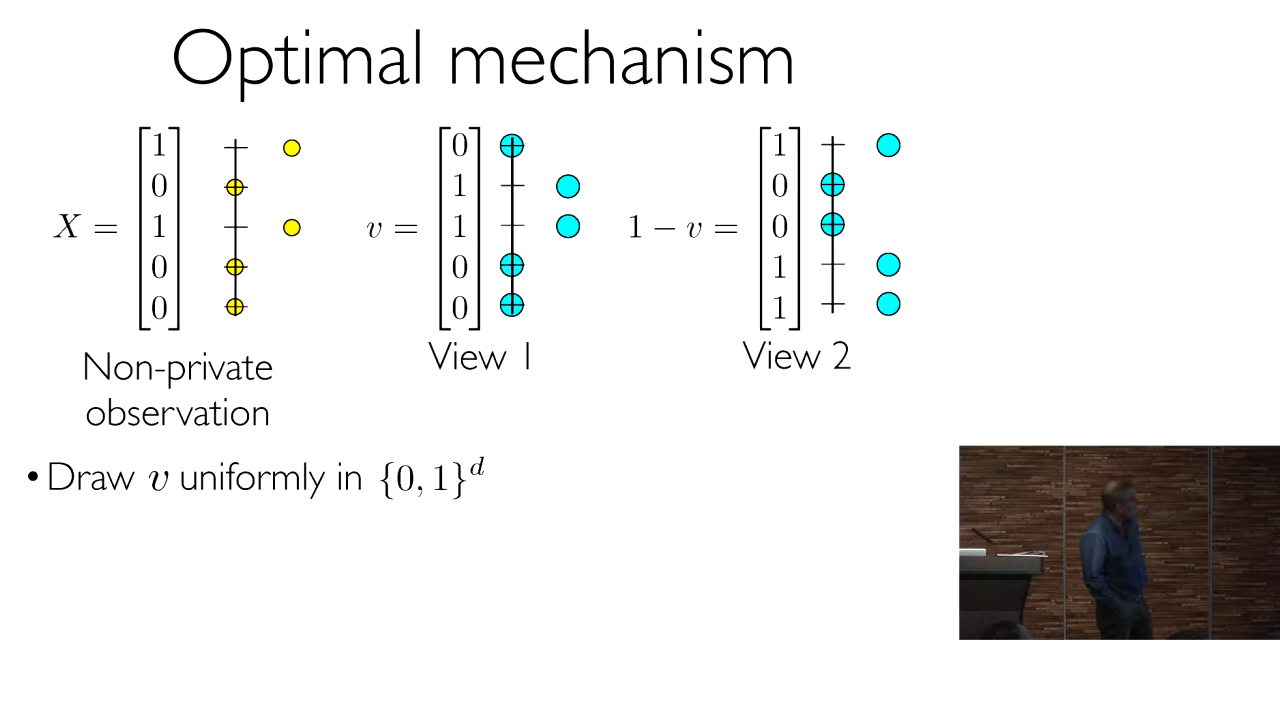 Optimal mechanism
X = [1 0 1 0 0]
v = [0 1 1 0 0]
1 − v = [1 0 0 1 1]
Non-private
observation
View 1
View 2
• Draw v uniformly in {0, 1}^d